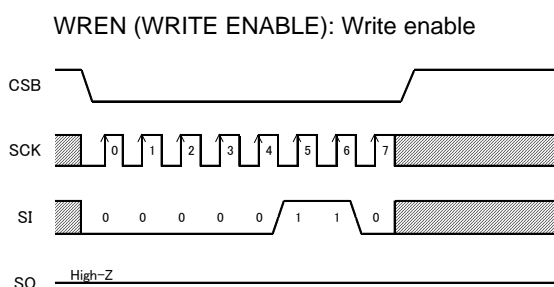 WREN (WRITE ENABLE): Write enable
CSB
SCK 0 1 2 3 4 5 6 7
SI 0 0 0 0 0 1 1 0
High-Z
SO